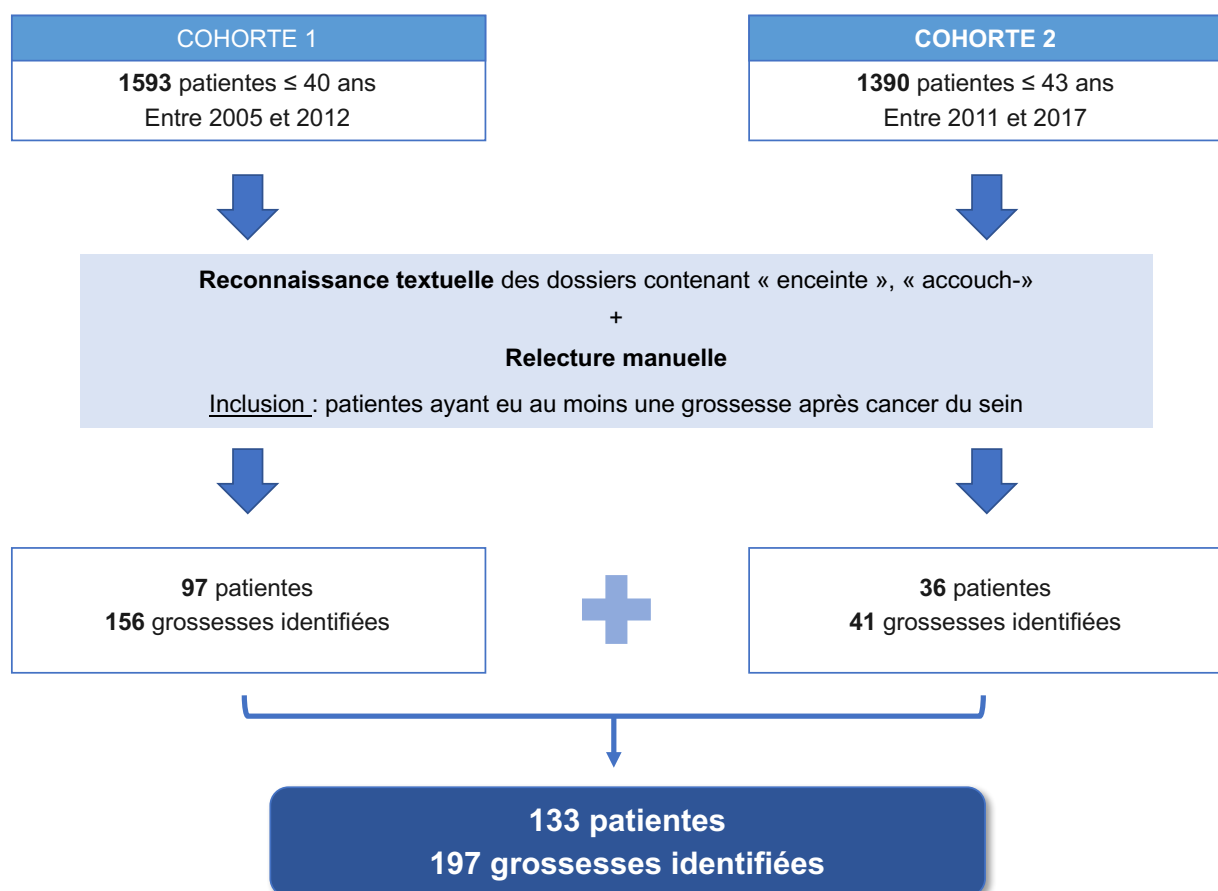 COHORTE 1
1593 patientes ≤ 40 ans
Entre 2005 et 2012
COHORTE 2
1390 patientes ≤ 43 ans
Entre 2011 et 2017
Reconnaissance textuelle des dossiers contenant « enceinte », « accouch-»
+
Relecture manuelle
Inclusion : patientes ayant eu au moins une grossesse après cancer du sein
97 patientes
156 grossesses identifiées
36 patientes
41 grossesses identifiées
133 patientes
197 grossesses identifiées